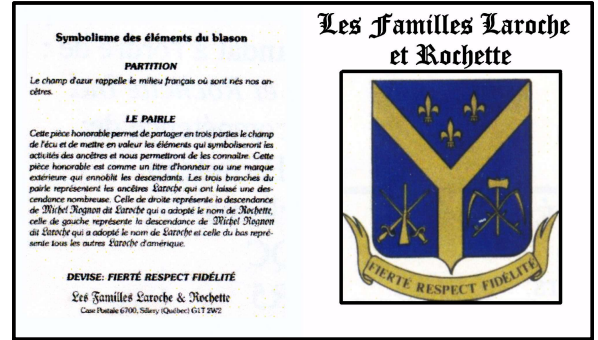 Symbolisme des éléments du blason
PARTITION
Le champ d'azur rappelle le milieu français où sont nés nos an-
cêtres.
LE PAIRLE
Cette pièce honorable permet de partager en trois parties le champ
de l'écu et de mettre en valeur les éléments qui symboliseront les
activités des ancêtres et nous permettront de les connaître. Cette
pièce honorable est comme un titre d'honneur ou une marque
extérieure qui ennoblit les descendants. Les trois branches du
pairle représentent les ancêtres Laroche qui ont laissé une des-
cendance nombreuse. Celle de droite représente la descendance
de Michel Rognon dit Laroche qui a adopté le nom de Rochette,
celle de gauche représente la descendance de Michel Rognon
dit Laroche qui a adopté le nom de Laroche et celle du bas repré-
sente tous les autres Laroche d'amérique.
DEVISE: FIERTÉ RESPECT FIDÉLITÉ
Les Familles Laroche & Rochette
Case Postale 6700, Sillery (Québec) G1T 2W2
Les Familles Laroche
et Rochette
FIERTÉ RESPECT FIDÉLITÉ